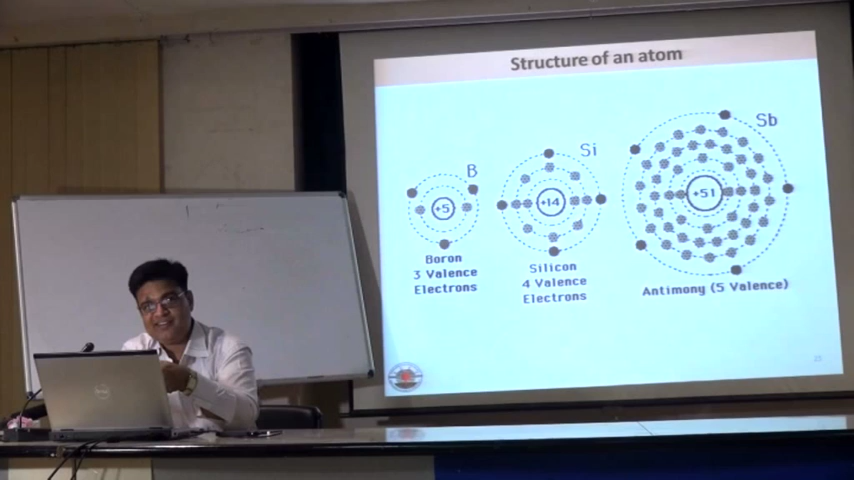 Structure of an atom
B
+5
Boron
3 Valence
Electrons
Si
+14
Silicon
4 Valence
Electrons
Sb
+51
Antimony (5 Valence)